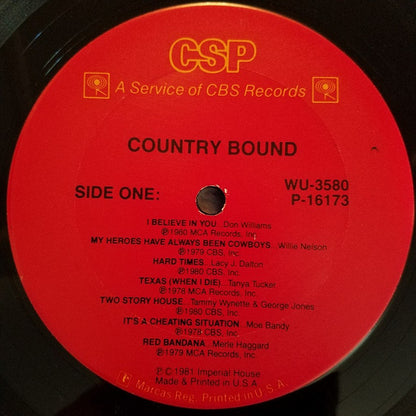 CSP
A Service of CBS Records
COUNTRY BOUND
SIDE ONE:
WU-3580
P-16173
I BELIEVE IN YOU...Don Williams
℗1960 MCA Records, Inc.
MY HEROES HAVE ALWAYS BEEN COWBOYS...Willie Nelson
℗1979 CBS, Inc.
HARD TIMES...Lacy J. Dalton
℗1980 CBS, Inc.
TEXAS (WHEN I DIE)...Tanya Tucker
℗1978 MCA Records, Inc.
TWO STORY HOUSE...Tammy Wynette & George Jones
℗1980 CBS, Inc
IT'S A CHEATING SITUATION...Moe Bandy
℗1978 CBS, Inc.
RED BANDANA...Merle Haggard
℗1979 MCA Records, Inc.
℗ © 1981 Imperial House
Made & Printed in U.S.A.
Marcas Reg. Printed in U.S.A.